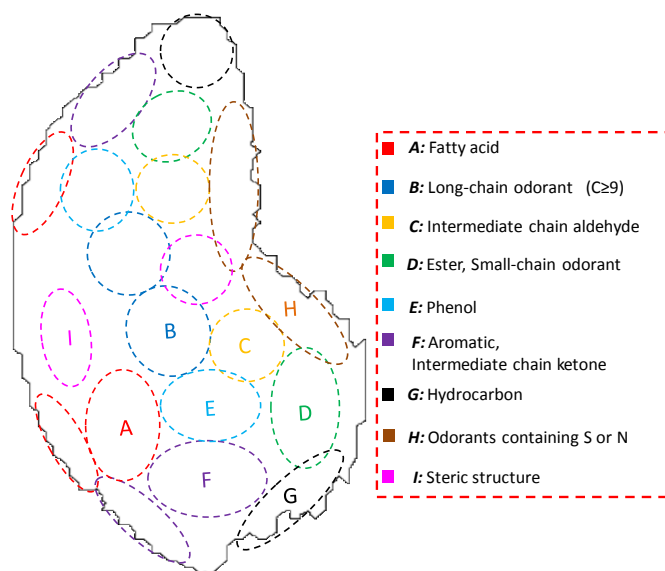 H
I
B
C
A
E
D
F
G
A: Fatty acid
B: Long-chain odorant (C≥9)
C: Intermediate chain aldehyde
D: Ester, Small-chain odorant
E: Phenol
F: Aromatic,
Intermediate chain ketone
G: Hydrocarbon
H: Odorants containing S or N
I: Steric structure